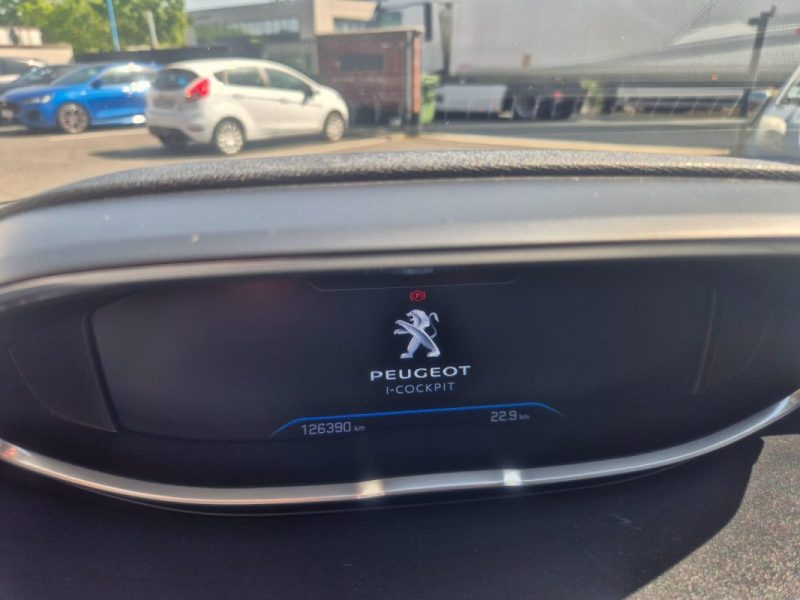 P
PEUGEOT
I-COCKPIT
126390 km
22.9 km